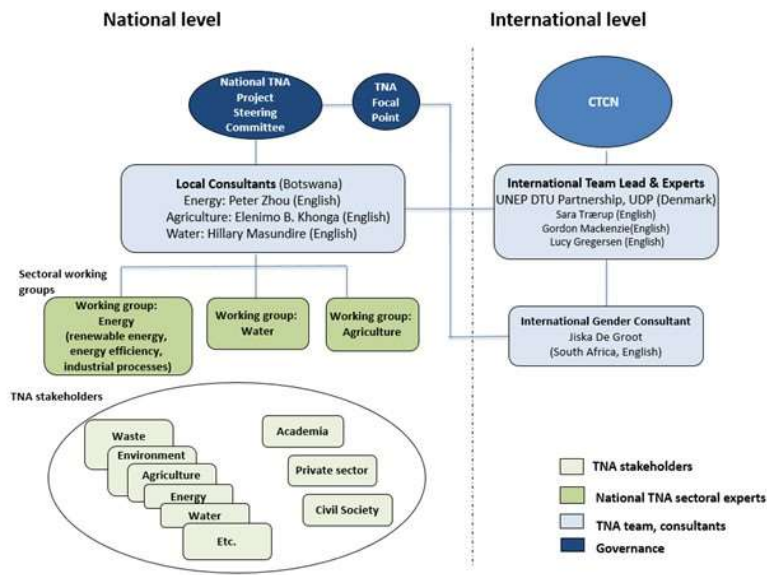 National level
International level
National TNA
Project
Steering
Committee
TNA
Focal
Point
CTCN
Local Consultants (Botswana)
Energy: Peter Zhou (English)
Agriculture: Elenimo B. Khonga (English)
Water: Hillary Masundire (English)
International Team Lead & Experts
UNEP DTU Partnership, UDP (Denmark)
Sara Trærup (English)
Gordon Mackenzie(English)
Lucy Gregersen (English)
Sectoral working
groups
Working group:
Energy
(renewable energy,
energy efficiency,
industrial processes)
Working group:
Water
Working group:
Agriculture
International Gender Consultant
Jiska De Groot
(South Africa, English)
TNA stakeholders
Waste
Environment
Agriculture
Energy
Water
Etc.
Academia
Private sector
Civil Society
TNA stakeholders
National TNA sectoral experts
TNA team, consultants
Governance